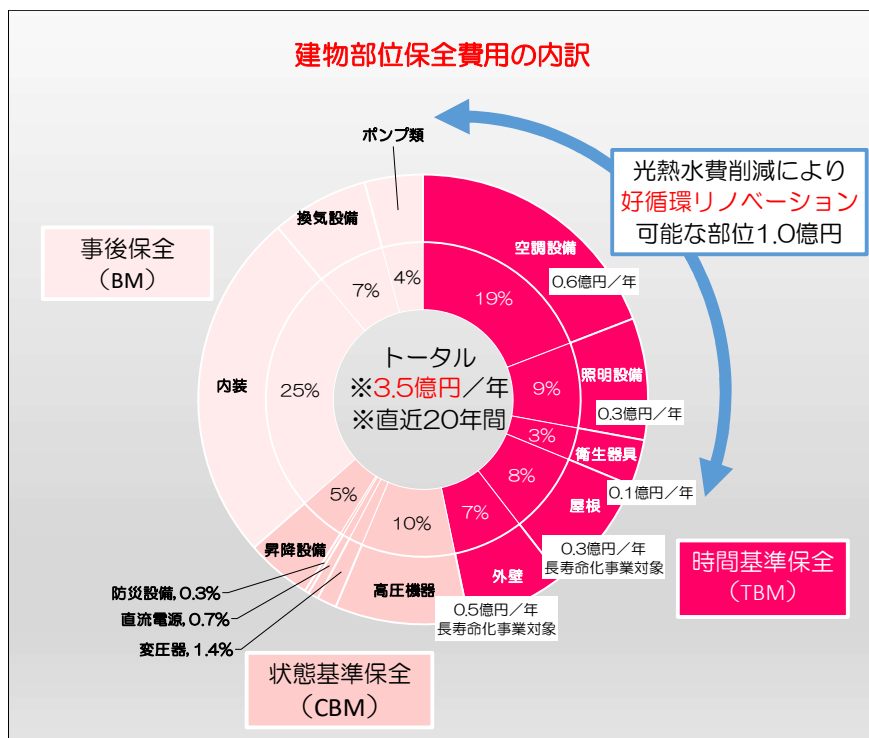 建物部位保全費用の内訳
ポンプ類
光熱水費削減により
好循環リノベーション
可能な部位1.0億円
換気設備
事後保全
（BM）
空調設備
0.6億円／年
7%
4%
19%
内装
25%
トータル
※3.5億円／年
※直近20年間
9%
照明設備
0.3億円／年
3%
衛生器具
0.1億円／年
8%
屋根
0.3億円／年
長寿命化事業対象
7%
外壁
0.5億円／年
長寿命化事業対象
時間基準保全
（TBM）
10%
高圧機器
5%
昇降設備
防災設備, 0.3%
直流電源, 0.7%
変圧器, 1.4%
状態基準保全
（CBM）